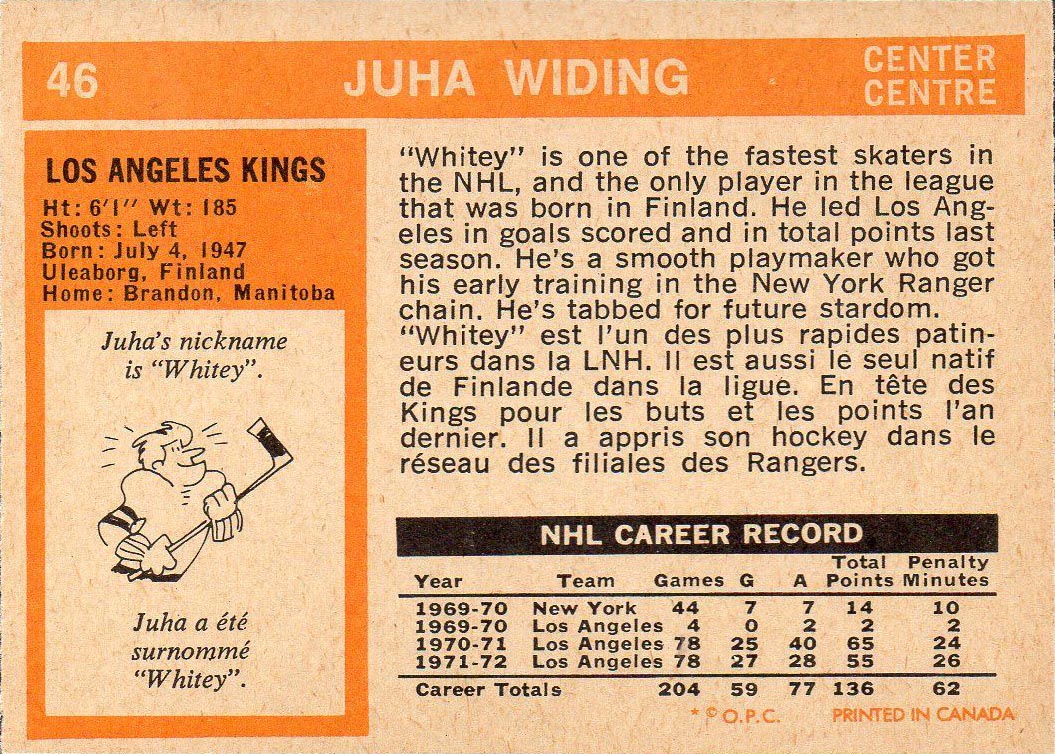 46
JUHA WIDING
CENTER
CENTRE
LOS ANGELES KINGS
Ht: 6'1" Wt: 185
Shoots: Left
Born: July 4, 1947
Uleaborg, Finland
Home: Brandon, Manitoba
Juha's nickname
is "Whitey".
Juha a été
surnommé
"Whitey".
"Whitey" is one of the fastest skaters in
the NHL, and the only player in the league
that was born in Finland. He led Los Ang-
eles in goals scored and in total points last
season. He's a smooth playmaker who got
his early training in the New York Ranger
chain. He's tabbed for future stardom.
"Whitey" est l'un des plus rapides patin-
eurs dans la LNH. Il est aussi le seul natif
de Finlande dans la ligue. En tête des
Kings pour les buts et les points l'an
dernier. Il a appris son hockey dans le
réseau des filiales des Rangers.
NHL CAREER RECORD
Total Penalty
Year Team Games G A Points Minutes
1969-70 New York 44 7 7 14 10
1969-70 Los Angeles 4 0 2 2 2
1970-71 Los Angeles 78 25 40 65 24
1971-72 Los Angeles 78 27 28 55 26
Career Totals 204 59 77 136 62
* © O.P.C. PRINTED IN CANADA